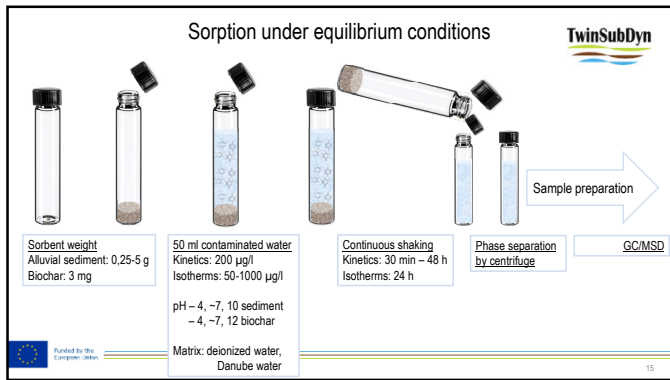 Sorption under equilibrium conditions
TwinSubDyn
Sample preparation
Sorbent weight
Alluvial sediment: 0,25-5 g
Biochar: 3 mg
50 ml contaminated water
Kinetics: 200 µg/l
Isotherms: 50-1000 µg/l
pH – 4, ~7, 10 sediment
– 4, ~7, 12 biochar
Matrix: deionized water,
Danube water
Continuous shaking
Kinetics: 30 min – 48 h
Isotherms: 24 h
Phase separation
by centrifuge
GC/MSD
Funded by the
European Union
15